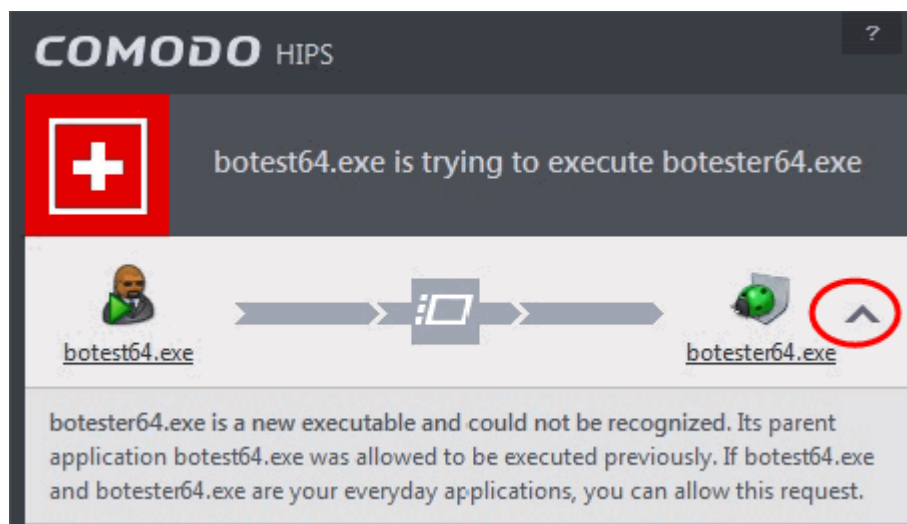 COMODO HIPS
?
botest64.exe is trying to execute botester64.exe
botest64.exe
botester64.exe
botester64.exe is a new executable and could not be recognized. Its parent
application botest64.exe was allowed to be executed previously. If botest64.exe
and botester64.exe are your everyday applications, you can allow this request.